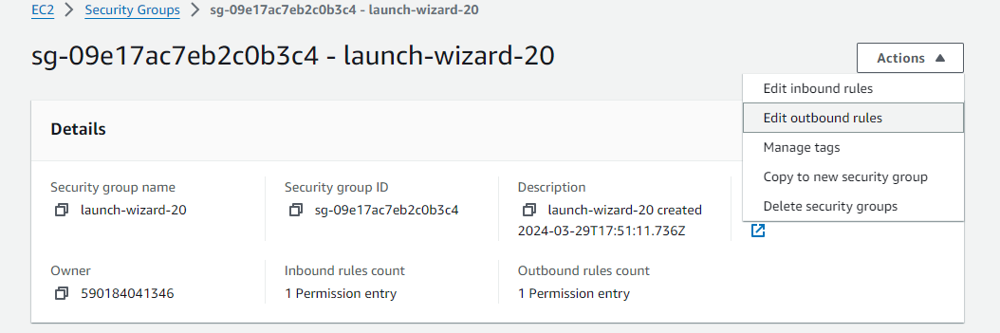 EC2 > Security Groups > sg-09e17ac7eb2c0b3c4 - launch-wizard-20
sg-09e17ac7eb2c0b3c4 - launch-wizard-20
Actions
Edit inbound rules
Edit outbound rules
Manage tags
Copy to new security group
Delete security groups
Details
Security group name
launch-wizard-20
Security group ID
sg-09e17ac7eb2c0b3c4
Description
launch-wizard-20 created
2024-03-29T17:51:11.736Z
Owner
590184041346
Inbound rules count
1 Permission entry
Outbound rules count
1 Permission entry